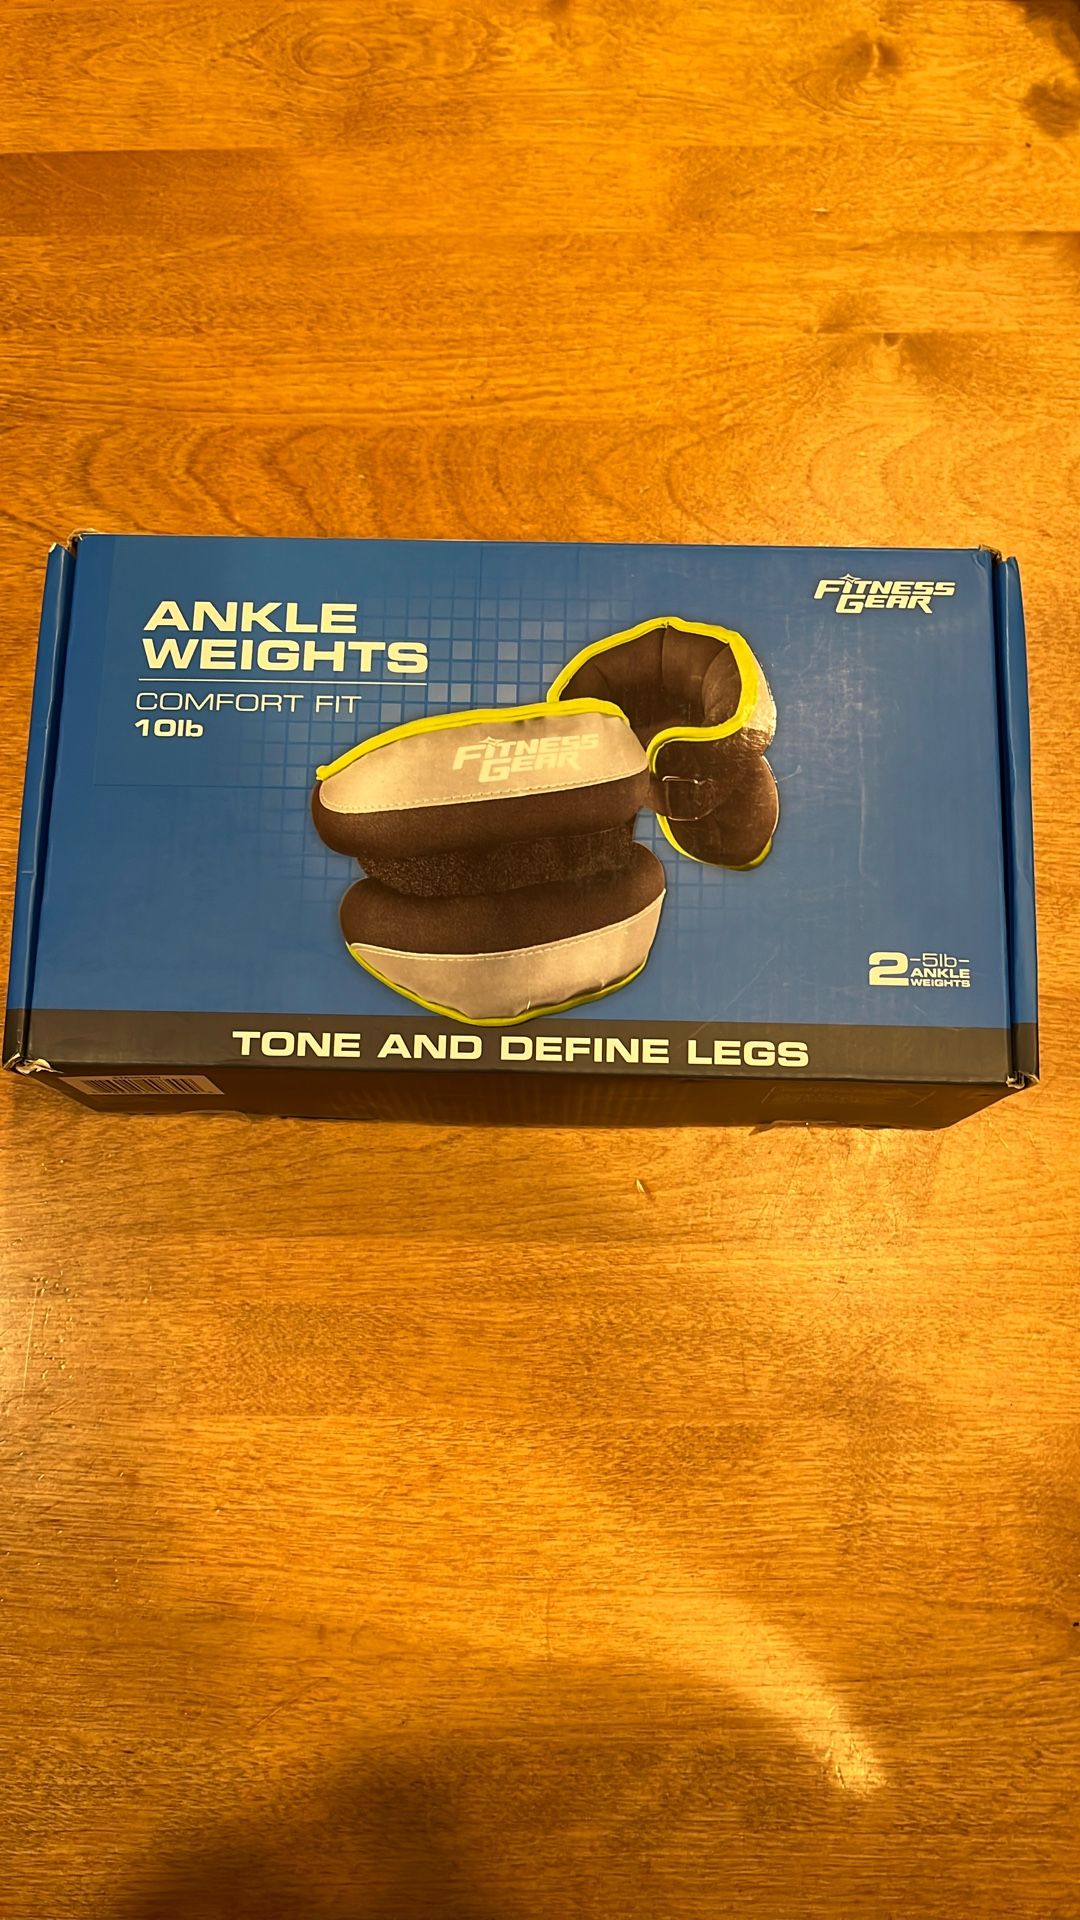 ANKLE
WEIGHTS
COMFORT FIT
10lb
FITNESS
GEAR
FITNESS
GEAR
2 -5lb-
ANKLE
WEIGHTS
TONE AND DEFINE LEGS